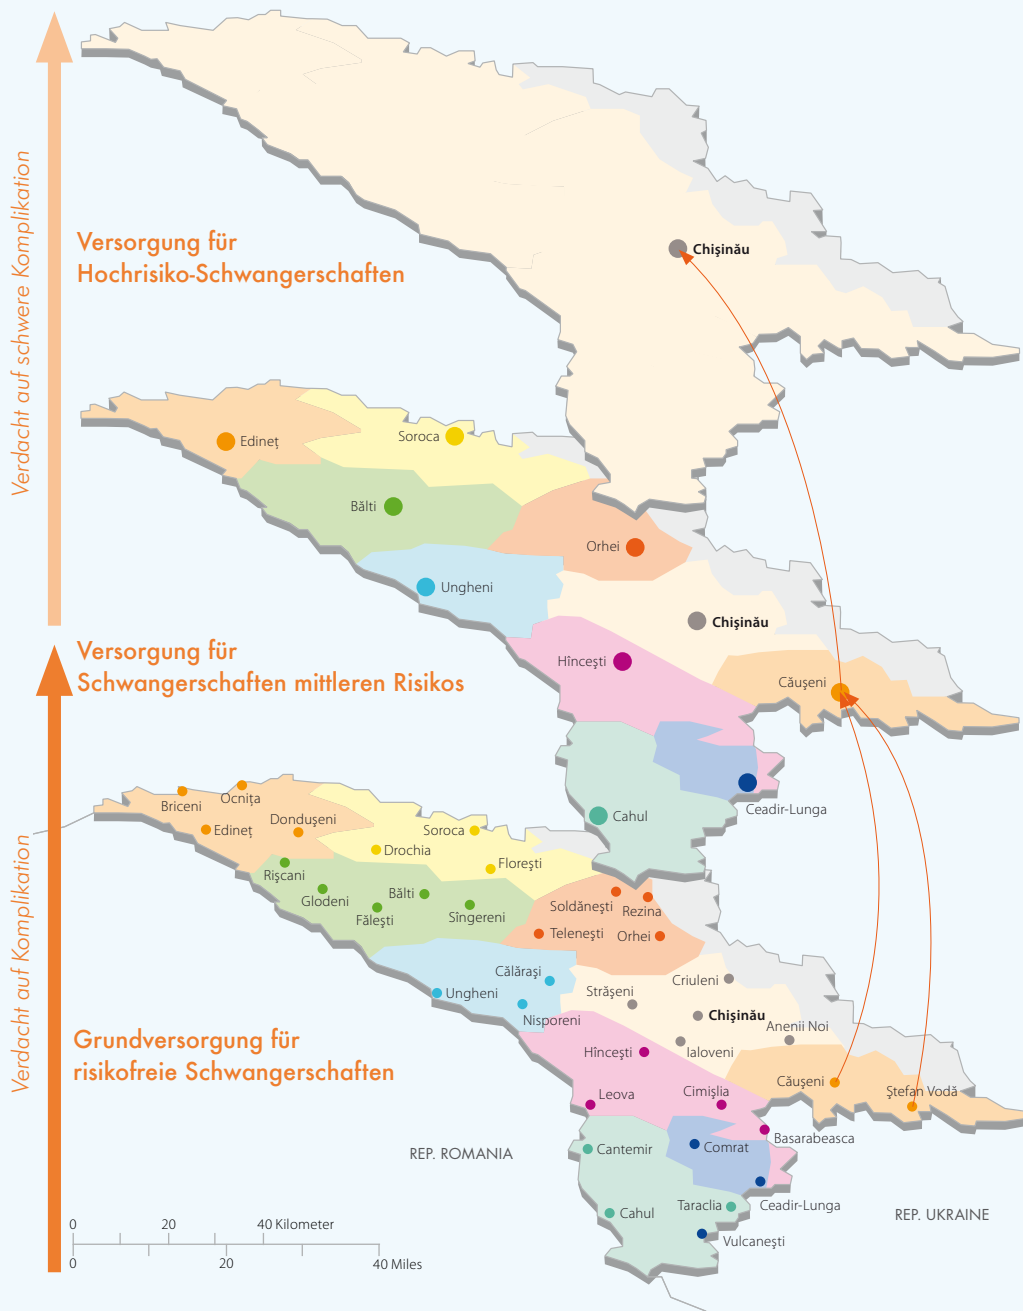 Verdacht auf schwere Komplikation
Chişinău
Versorgung für
Hochrisiko-Schwangerschaften
Edineţ
Soroca
Bălti
Orhei
Ungheni
Chişinău
Versorgung für
Schwangerschaften mittleren Risikos
Hînceşti
Căuşeni
Ceadir-Lunga
Cahul
Verdacht auf Komplikation
Briceni
Ocniţa
Edineţ
Donduşeni
Soroca
Drochia
Floreşti
Rişcani
Glodeni
Făleşti
Bălti
Sîngereni
Soldăneşti
Rezina
Teleneşti
Orhei
Călăraşi
Ungheni
Nisporeni
Străşeni
Criuleni
Chişinău
Anenii Noi
Ialoveni
Grundversorgung für
risikofreie Schwangerschaften
Hînceşti
Căuşeni
Ştefan Vodă
Leova
Cimişlia
Basarabeasca
REP. ROMANIA
Cantemir
Comrat
Ceadir-Lunga
Taraclia
Cahul
Vulcaneşti
REP. UKRAINE
0 20 40 Kilometer
0 20 40 Miles